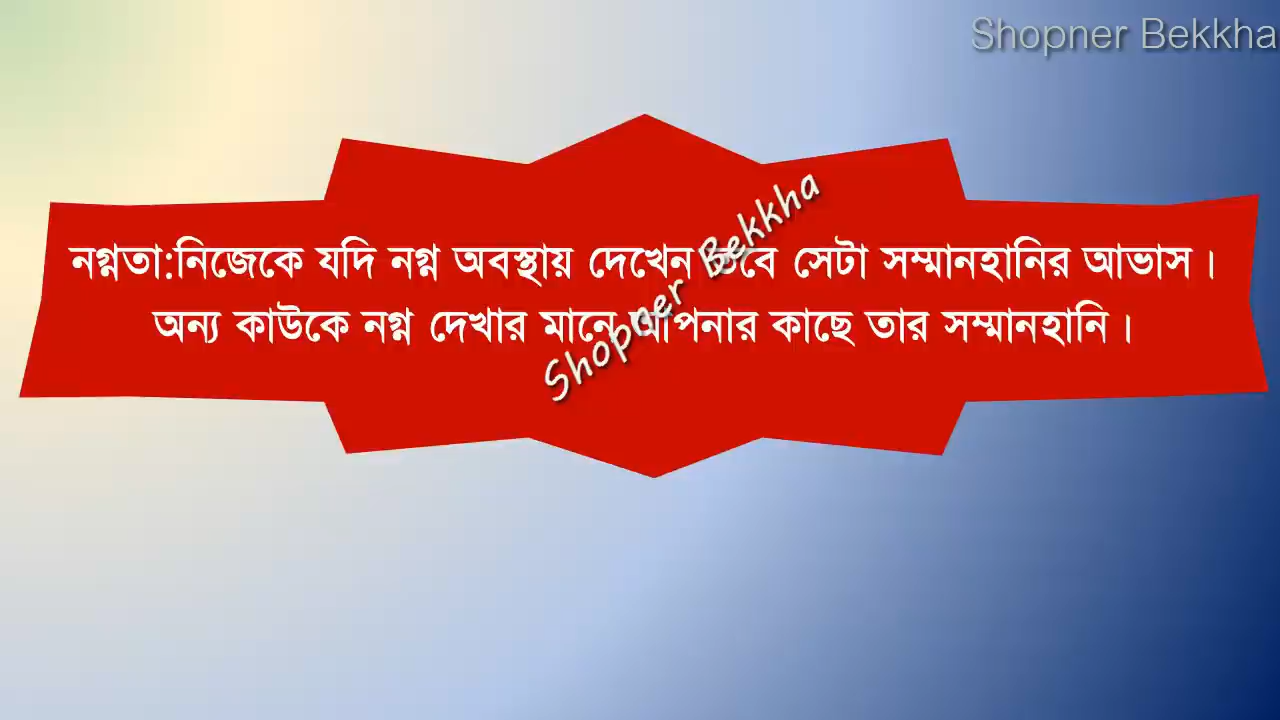 Shopner Bekkha
নগ্নতা:নিজেকে যদি নগ্ন অবস্থায় দেখেন তবে সেটা সম্মানহানির আভাস।
অন্য কাউকে নগ্ন দেখার মানে আপনার কাছে তার সম্মানহানি।
Shopner Bekkha